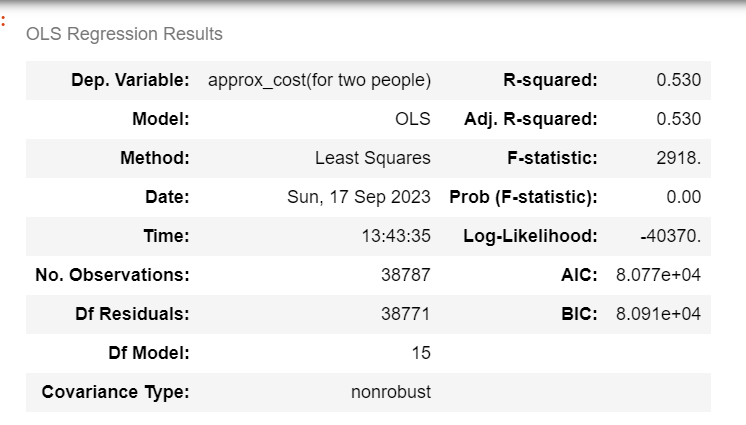 :
OLS Regression Results
Dep. Variable: approx_cost(for two people) R-squared: 0.530
Model: OLS Adj. R-squared: 0.530
Method: Least Squares F-statistic: 2918.
Date: Sun, 17 Sep 2023 Prob (F-statistic): 0.00
Time: 13:43:35 Log-Likelihood: -40370.
No. Observations: 38787 AIC: 8.077e+04
Df Residuals: 38771 BIC: 8.091e+04
Df Model: 15
Covariance Type: nonrobust